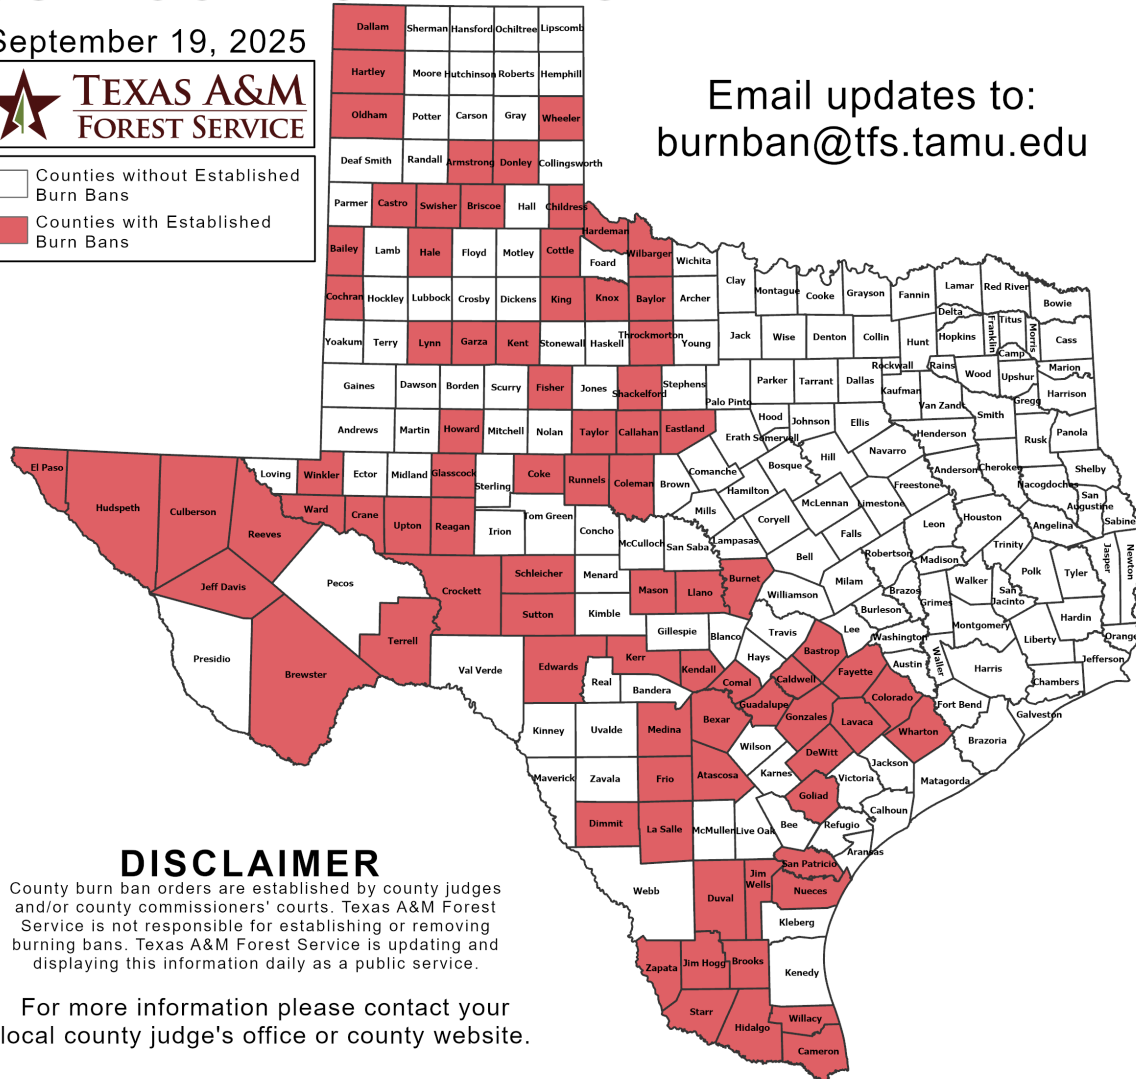 September 19, 2025
TEXAS A&M
FOREST SERVICE
Counties without Established
Burn Bans
Counties with Established
Burn Bans
Email updates to:
burnban@tfs.tamu.edu
Dallam Sherman Hansford Ochiltree Lipscomb
Hartley Moore Hutchinson Roberts Hemphill
Oldham Potter Carson Gray Wheeler
Deaf Smith Randall Armstrong Donley Collingsworth
Parmer Castro Swisher Briscoe Hall Childress
Hardeman
Bailey Lamb Hale Floyd Motley Cottle Foard Wilbarger Wichita
Clay Montague Cooke Grayson Fannin Lamar Red River Bowie
Cochran Hockley Lubbock Crosby Dickens King Knox Baylor Archer
Delta Franklin Titus Morris Cass
Yoakum Terry Lynn Garza Kent Stonewall Haskell Throckmorton Young Jack Wise Denton Collin Hunt Hopkins
Camp
Rockwall Rains Wood Upshur Marion
Gaines Dawson Borden Scurry Fisher Jones Shackelford Stephens Palo Pinto Parker Tarrant Dallas Kaufman Van Zandt Smith Gregg Harrison
Andrews Martin Howard Mitchell Nolan Taylor Callahan Eastland Erath Hood Somervell Johnson Ellis Henderson Rusk Panola
El Paso Hudspeth Culberson Reeves Loving Winkler Ector Midland Glasscock Sterling Coke Runnels Coleman Brown Comanche Bosque Hill Navarro Anderson Cherokee Nacogdoches Shelby
San
Augustine
Sabine
Ward Crane Upton Reagan Irion Tom Green Concho McCulloch San Saba Mills Hamilton McLennan Limestone Freestone
Lampasas Coryell Falls Leon Houston Angelina
Jeff Davis Pecos Crockett Schleicher Menard Bell Robertson Madison Trinity Jasper Newton
Sutton Kimble Mason Llano Burnet Williamson Milam Brazos Grimes Walker San
Jacinto
Polk Tyler
Terrell Gillespie Blanco Travis Lee Burleson Washington Montgomery Liberty Hardin Orange
Presidio Brewster Val Verde Edwards Real Kerr Bandera Kendall Hays Comal Caldwell Bastrop Fayette Austin Waller Harris Chambers Jefferson
Kinney Uvalde Medina Bexar Guadalupe Gonzales Lavaca Colorado Wharton Fort Bend Brazoria Galveston
Maverick Zavala Frio Atascosa Wilson Karnes DeWitt Victoria Jackson Matagorda
Dimmit La Salle McMullen Live Oak Bee Goliad Refugio Calhoun Aransas
Webb Duval Jim
Wells
San Patricio
Nueces
Kleberg
Zapata Jim Hogg Brooks Kenedy
Starr Hidalgo Willacy
Cameron
DISCLAIMER
County burn ban orders are established by county judges
and/or county commissioners' courts. Texas A&M Forest
Service is not responsible for establishing or removing
burning bans. Texas A&M Forest Service is updating and
displaying this information daily as a public service.
For more information please contact your
local county judge's office or county website.